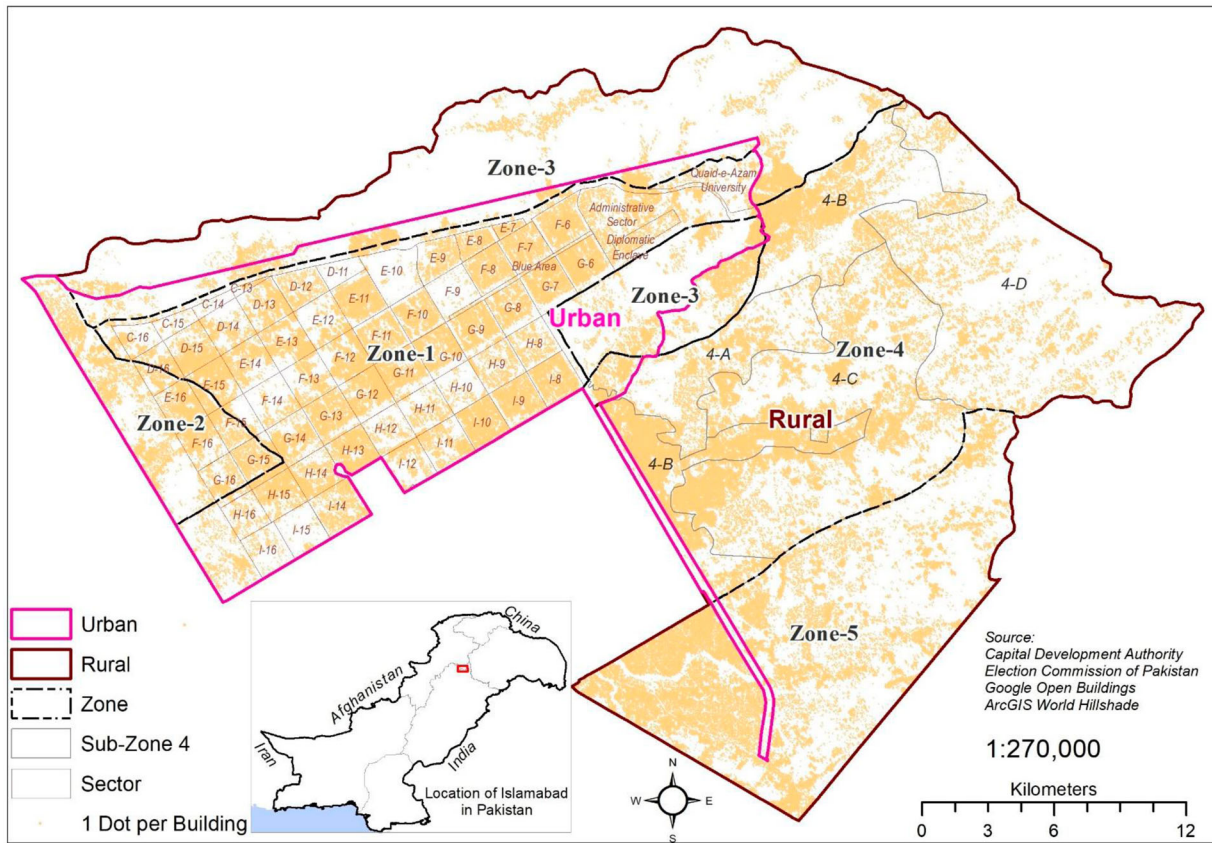 Zone-3
Quaid-e-Azam
University
4-B
Administrative
Sector
Diplomatic
Enclave
E-7
F-6
E-8
F-7
Blue Area
G-6
E-9
F-8
G-7
D-11
E-10
F-9
G-8
Zone-3
Urban
4-D
C-13
D-12
E-11
F-10
G-9
H-8
C-14
D-13
E-12
F-11
Zone-1
G-10
H-9
I-8
C-15
D-14
E-13
F-12
G-11
H-10
I-9
C-16
D-15
E-14
F-13
G-12
H-11
I-10
D-16
E-15
F-14
G-13
H-12
I-11
E-16
F-15
G-14
H-13
I-12
Zone-2
F-16
G-15
H-14
G-16
H-15
I-14
H-16
I-15
I-16
4-A
Zone-4
4-C
Rural
4-B
Zone-5
Urban
Rural
Zone
Sub-Zone 4
Sector
1 Dot per Building
China
Afghanistan
Iran
India
Location of Islamabad
in Pakistan
N
W
E
S
Source:
Capital Development Authority
Election Commission of Pakistan
Google Open Buildings
ArcGIS World Hillshade
1:270,000
Kilometers
0 3 6 12